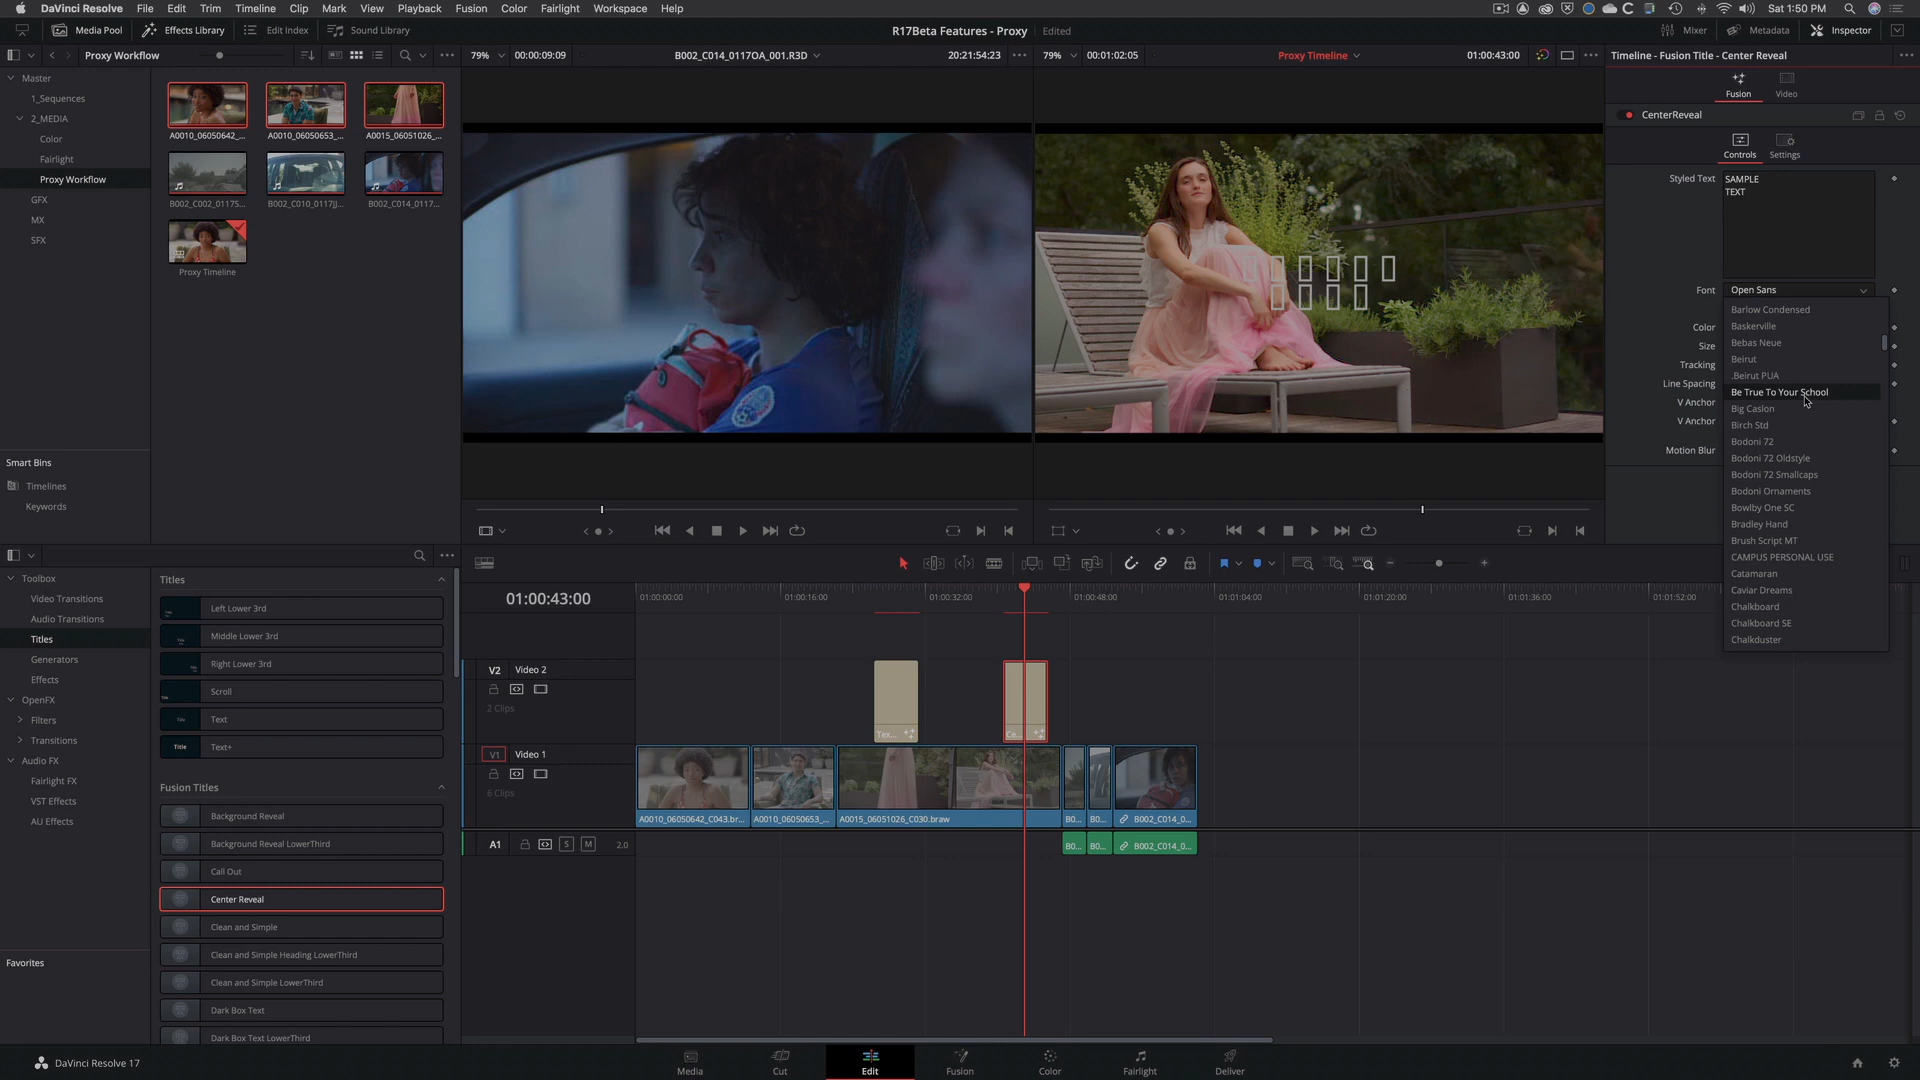 DaVinci Resolve File Edit Trim Timeline Clip Mark View Playback Fusion Color Fairlight Workspace Help Sat 1:50 PM
Media Pool Effects Library Edit Index Sound Library R17Beta Features - Proxy Edited Mixer Metadata Inspector
Proxy Workflow 79% 00:00:09:09 B002_C014_0117OA_001.R3D 20:21:54:23 79% 00:01:02:05 Proxy Timeline 01:00:43:00 Timeline - Fusion Title - Center Reveal
Master
1_Sequences
2_MEDIA
Color
Fairlight
Proxy Workflow
GFX
MX
SFX
A0010_06050642_... A0010_06050653_... A0015_06051026_...
B002_C002_0117S... B002_C010_0117JJ... B002_C014_0117...
Proxy Timeline
Fusion Video
CenterReveal
Controls Settings
Styled Text SAMPLE
TEXT
Font Open Sans
Color
Size
Tracking
Line Spacing
V Anchor
V Anchor
Motion Blur
Barlow Condensed
Baskerville
Bebas Neue
Beirut
.Beirut PUA
Be True To Your School
Big Caslon
Birch Std
Bodoni 72
Bodoni 72 Oldstyle
Bodoni 72 Smallcaps
Bodoni Ornaments
Bowlby One SC
Bradley Hand
Brush Script MT
CAMPUS PERSONAL USE
Catamaran
Caviar Dreams
Chalkboard
Chalkboard SE
Chalkduster
Smart Bins
Timelines
Keywords
Toolbox
Video Transitions
Audio Transitions
Titles
Generators
Effects
OpenFX
Filters
Transitions
Audio FX
Fairlight FX
VST Effects
AU Effects
Favorites
Titles
Left Lower 3rd
Middle Lower 3rd
Right Lower 3rd
Scroll
Text
Title Text+
Fusion Titles
Background Reveal
Background Reveal LowerThird
Call Out
Center Reveal
Clean and Simple
Clean and Simple Heading LowerThird
Clean and Simple LowerThird
Dark Box Text
Dark Box Text LowerThird
01:00:43:00 01:00:00:00 01:00:16:00 01:00:32:00 01:00:48:00 01:01:04:00 01:01:20:00 01:01:36:00 01:01:52:00
V2 Video 2
2 Clips
Tex... Ce...
V1 Video 1
6 Clips
A0010_06050642_C043.br... A0010_06050653_... A0015_06051026_C030.braw B0... B0... B002_C014_0...
A1 S M 2.0 B0... B0... B002_C014_0...
DaVinci Resolve 17 Media Cut Edit Fusion Color Fairlight Deliver